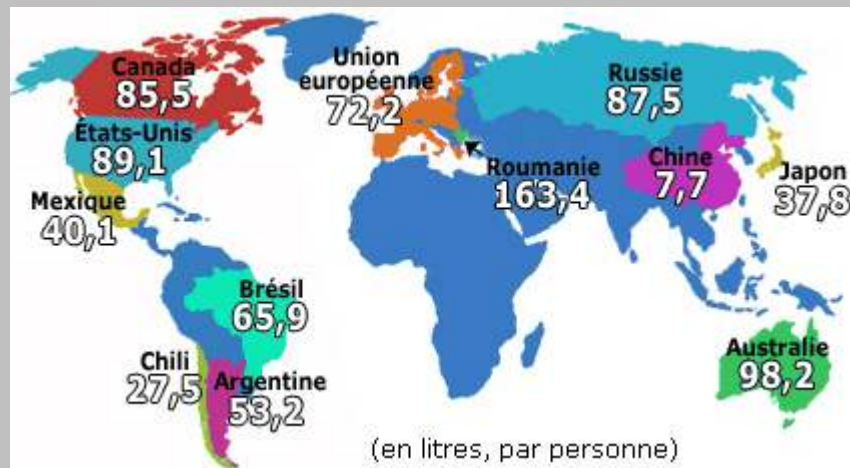 Canada
85,5
États-Unis
89,1
Mexique
40,1
Union
européenne
72,2
Russie
87,5
Roumanie
163,4
Chine
7,7
Japon
37,8
Brésil
65,9
Chili
27,5
Argentine
53,2
Australie
98,2
(en litres, par personne)